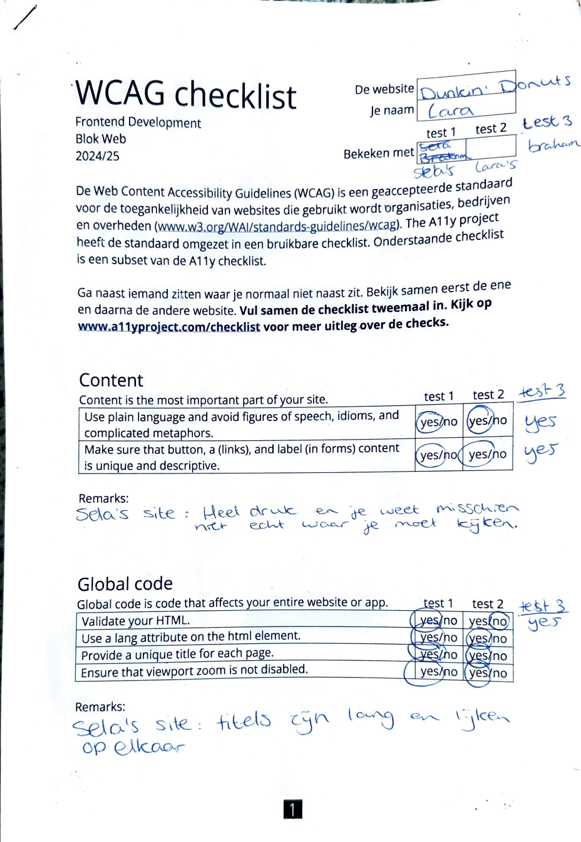 WCAG checklist
Frontend Development
Blok Web
2024/25
De website Dunkin' Donuts
Je naam Lara
test 1 test 2 test 3
Bekeken met braham
Sela's Lara's
De Web Content Accessibility Guidelines (WCAG) is een geaccepteerde standaard
voor de toegankelijkheid van websites die gebruikt wordt organisaties, bedrijven
en overheden (www.w3.org/WAI/standards-guidelines/wcag). The A11y project
heeft de standaard omgezet in een bruikbare checklist. Onderstaande checklist
is een subset van de A11y checklist.
Ga naast iemand zitten waar je normaal niet naast zit. Bekijk samen eerst de ene
en daarna de andere website. Vul samen de checklist tweemaal in. Kijk op
www.a11yproject.com/checklist voor meer uitleg over de checks.
Content
Content is the most important part of your site. test 1 test 2 test 3
Use plain language and avoid figures of speech, idioms, and
complicated metaphors. yes/no yes/no yes
Make sure that button, a (links), and label (in forms) content
is unique and descriptive. yes/no yes/no yes
Remarks:
Sela's site : Heel druk en je weet misschien
niet echt waar je moet kijken.
Global code
Global code is code that affects your entire website or app. test 1 test 2 test 3
Validate your HTML. yes/no yes/no yes
Use a lang attribute on the html element. yes/no yes/no
Provide a unique title for each page. yes/no yes/no
Ensure that viewport zoom is not disabled. yes/no yes/no
Remarks:
Sela's site : titels zijn lang en lijken
op elkaar
1